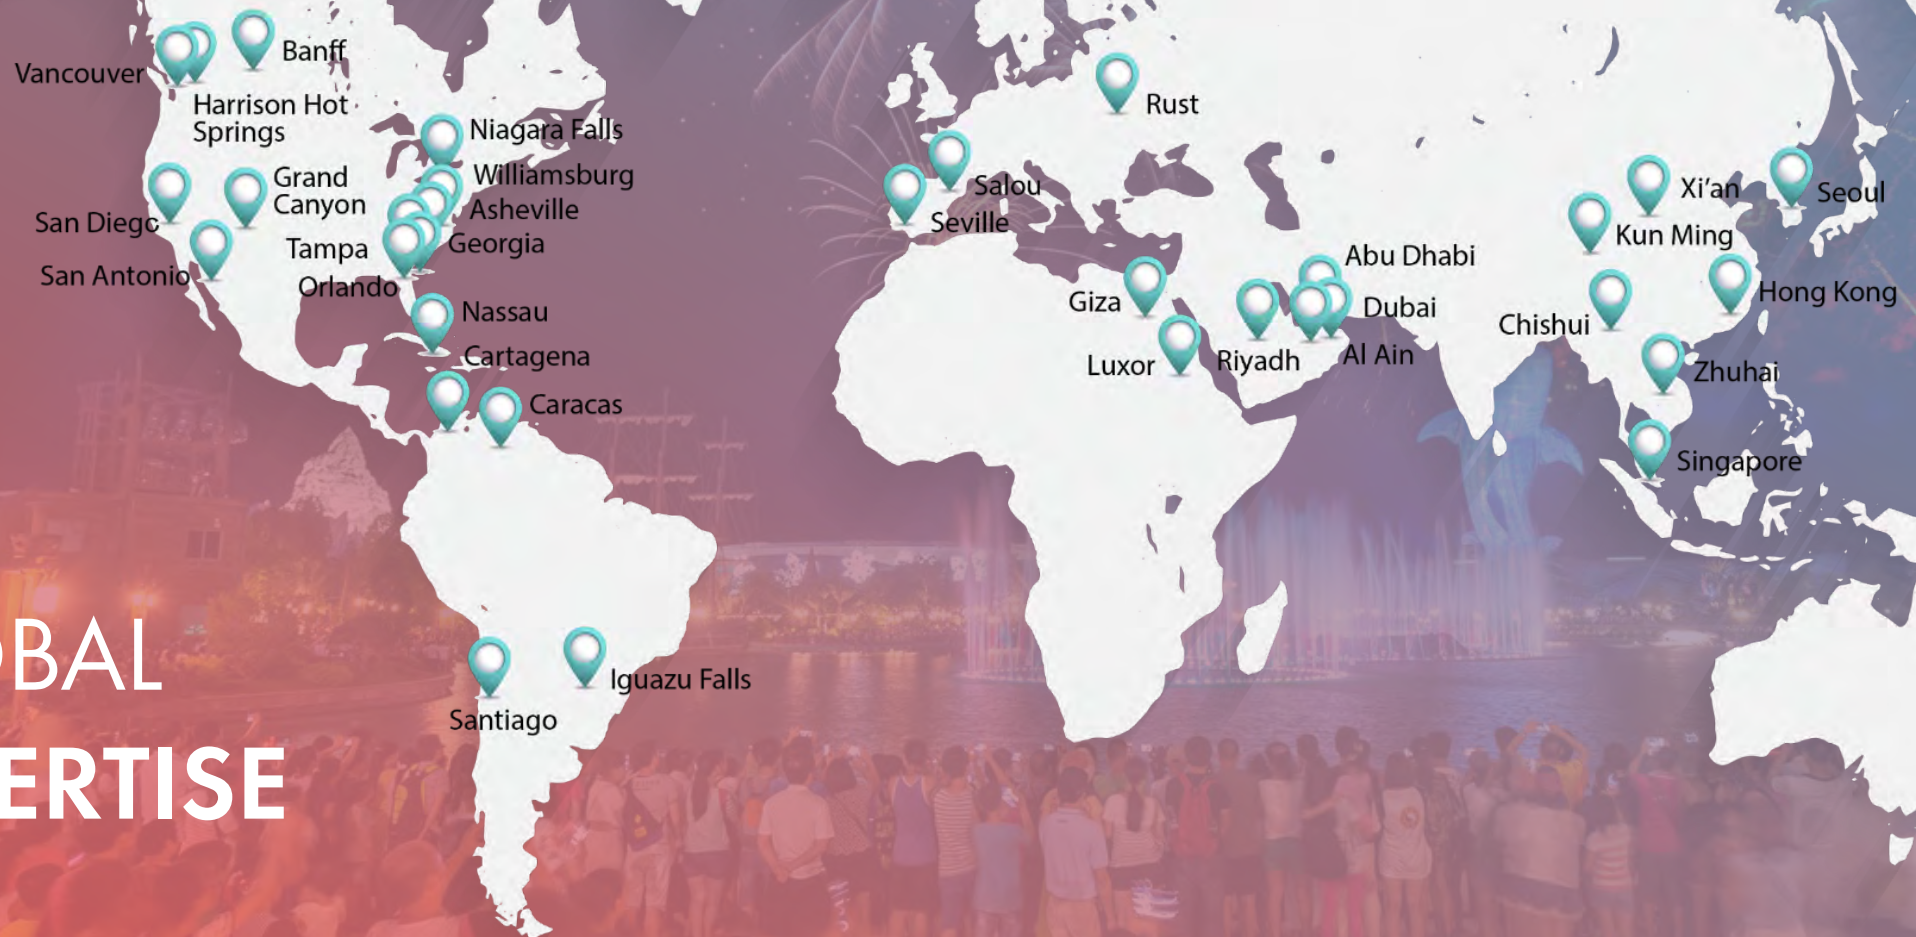 Banff
Vancouver
Harrison Hot
Springs
Niagara Falls
Williamsburg
Grand
Canyon
Asheville
San Diego
Tampa
Georgia
San Antonio
Orlando
Nassau
Cartagena
Caracas
Santiago
Iguazu Falls
Rust
Salou
Seville
Giza
Luxor
Riyadh
Abu Dhabi
Dubai
Al Ain
Xi’an
Seoul
Kun Ming
Hong Kong
Chishui
Zhuhai
Singapore
OBAL
ERTISE